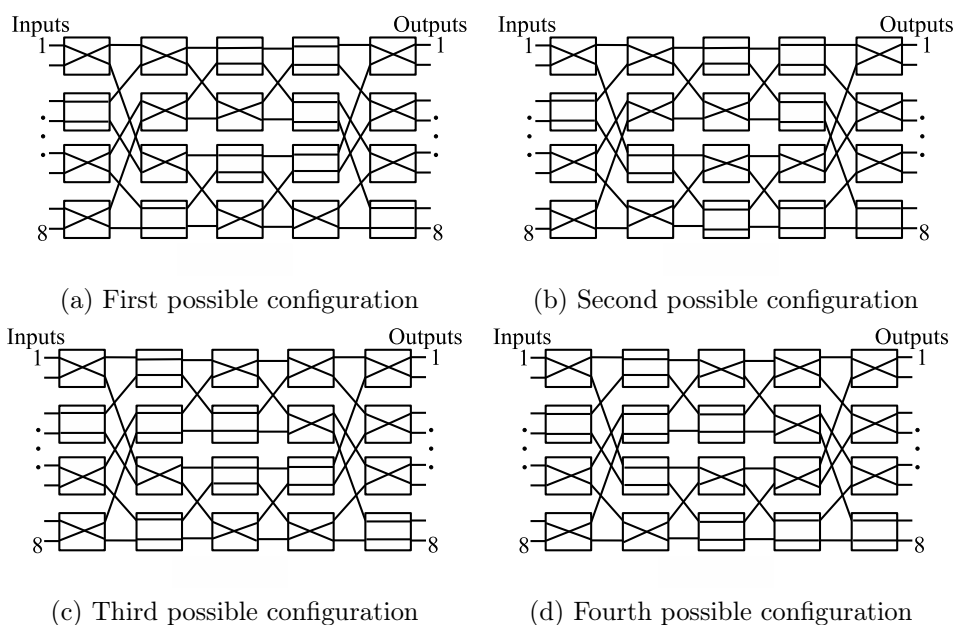 Inputs Outputs Inputs Outputs
1 1 1 1
8 8 8 8
(a) First possible configuration (b) Second possible configuration
Inputs Outputs Inputs Outputs
1 1 1 1
8 8 8 8
(c) Third possible configuration (d) Fourth possible configuration